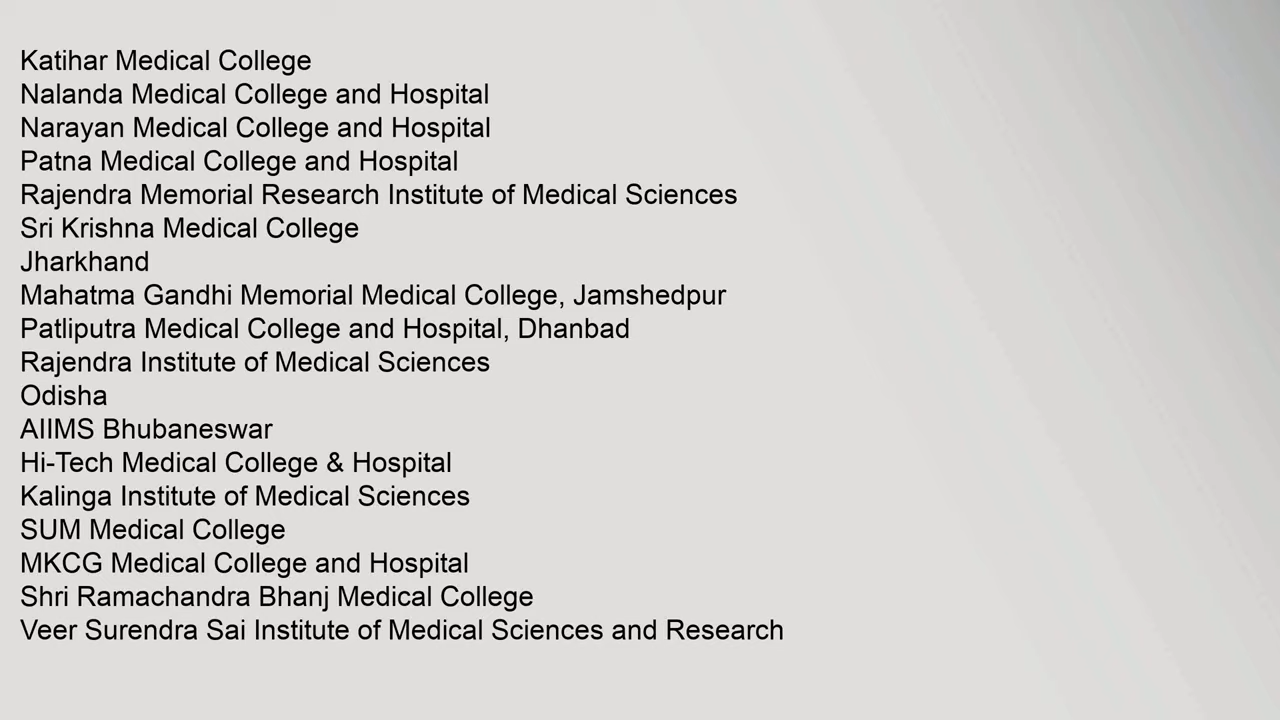 Katihar Medical College
Nalanda Medical College and Hospital
Narayan Medical College and Hospital
Patna Medical College and Hospital
Rajendra Memorial Research Institute of Medical Sciences
Sri Krishna Medical College
Jharkhand
Mahatma Gandhi Memorial Medical College, Jamshedpur
Patliputra Medical College and Hospital, Dhanbad
Rajendra Institute of Medical Sciences
Odisha
AIIMS Bhubaneswar
Hi-Tech Medical College & Hospital
Kalinga Institute of Medical Sciences
SUM Medical College
MKCG Medical College and Hospital
Shri Ramachandra Bhanj Medical College
Veer Surendra Sai Institute of Medical Sciences and Research